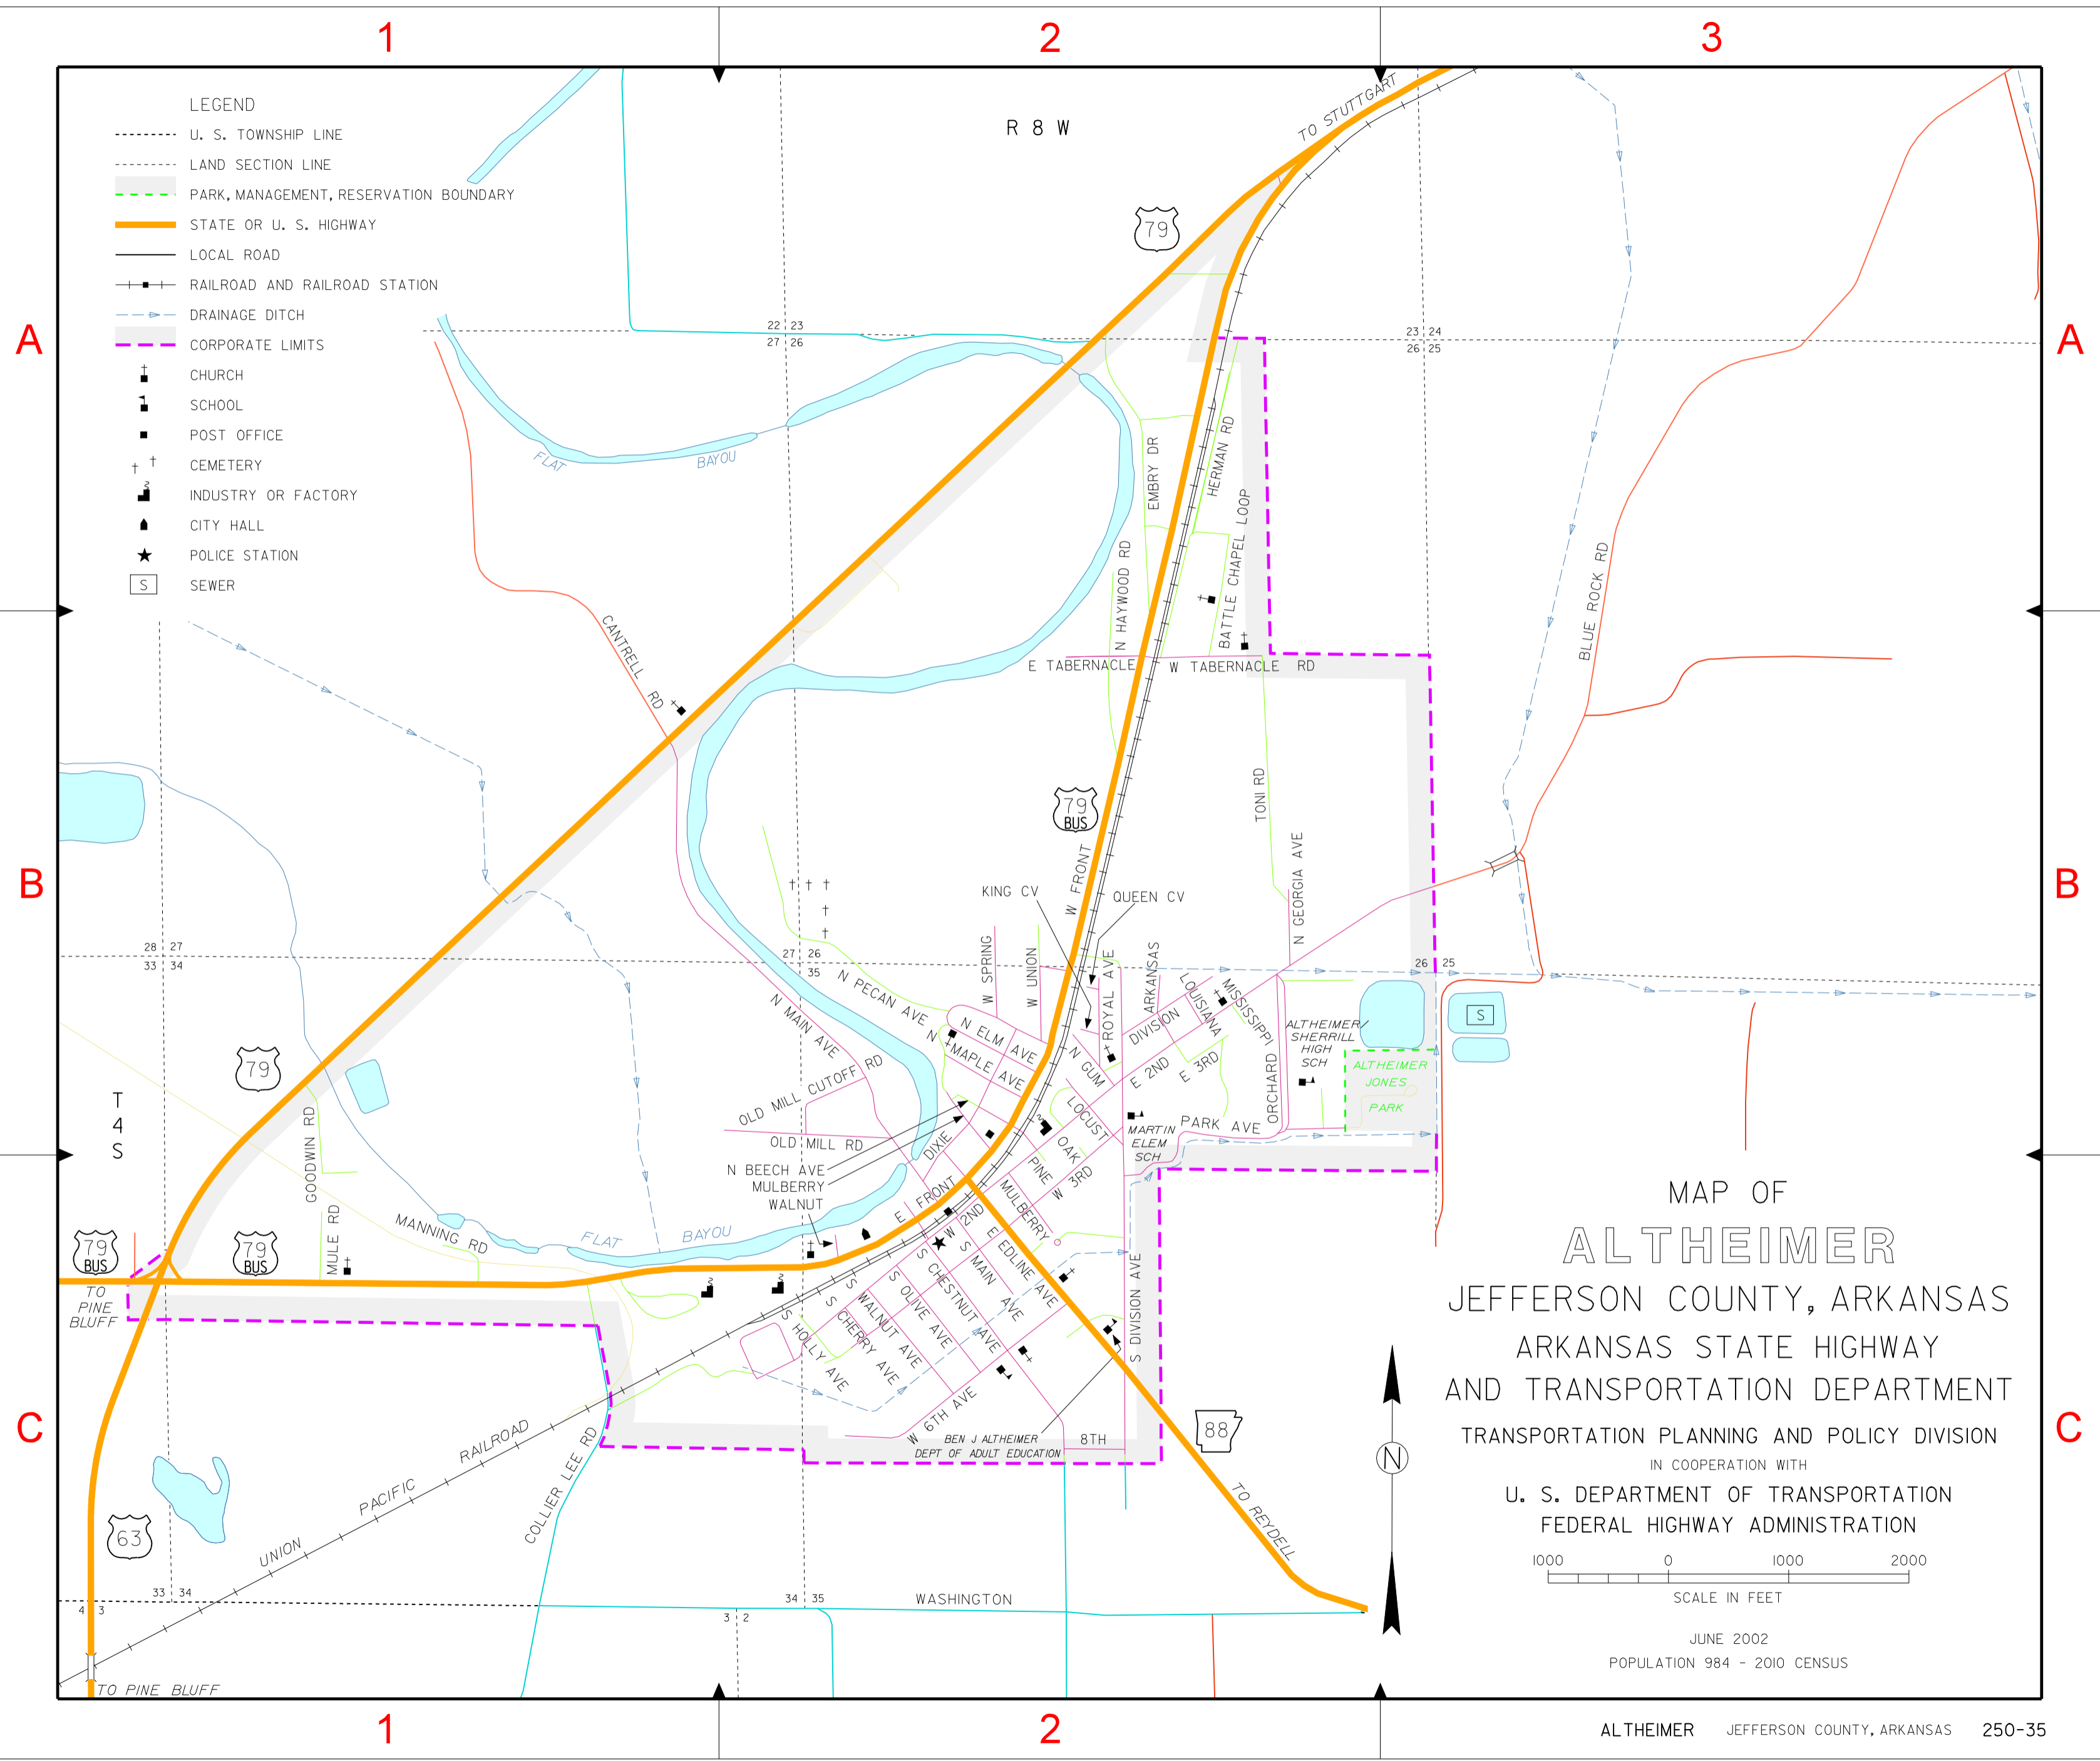 1
2
3
LEGEND
U. S. TOWNSHIP LINE
LAND SECTION LINE
PARK, MANAGEMENT, RESERVATION BOUNDARY
STATE OR U. S. HIGHWAY
LOCAL ROAD
RAILROAD AND RAILROAD STATION
DRAINAGE DITCH
CORPORATE LIMITS
CHURCH
SCHOOL
POST OFFICE
CEMETERY
INDUSTRY OR FACTORY
CITY HALL
POLICE STATION
S
SEWER
R 8 W
TO STUTTGART
79
A
A
22 23
27 26
23 24
26 25
FLAT
BAYOU
EMBRY DR
HERMAN RD
BATTLE CHAPEL LOOP
N HAYWOOD RD
BLUE ROCK RD
CANTRELL RD
E TABERNACLE
W TABERNACLE RD
79
BUS
TONI RD
W FRONT
N GEORGIA AVE
B
B
KING CV
QUEEN CV
28 27
33 34
27 26
35
26 25
N PECAN AVE
W SPRING
W UNION
ROYAL AVE
ARKANSAS
LOUISIANA
MISSISSIPPI
DIVISION
N MAIN AVE
N ELM AVE
N MAPLE AVE
N GUM
E 2ND
E 3RD
ORCHARD
ALTHEIMER/
SHERRILL
HIGH
SCH
S
ALTHEIMER
JONES
PARK
79
T
4
S
GOODWIN RD
OLD MILL CUTOFF RD
OLD MILL RD
DIXIE
LOCUST
OAK
PINE
MARTIN
ELEM
SCH
PARK AVE
N BEECH AVE
MULBERRY
WALNUT
E FRONT
MULBERRY
W 3RD
W 2ND
MULE RD
MANNING RD
FLAT
BAYOU
79
BUS
79
BUS
TO
PINE
BLUFF
E EDLINE AVE
S MAIN AVE
S CHESTNUT AVE
S OLIVE AVE
S WALNUT AVE
S CHERRY AVE
S HOLLY AVE
S DIVISION AVE
W 6TH AVE
8TH
BEN J ALTHEIMER
DEPT OF ADULT EDUCATION
88
TO REYDELL
C
C
UNION
PACIFIC
RAILROAD
COLLIER LEE RD
63
33 34
4 3
34 35
3 2
WASHINGTON
TO PINE BLUFF
N
MAP OF
ALTHEIMER
JEFFERSON COUNTY, ARKANSAS
ARKANSAS STATE HIGHWAY
AND TRANSPORTATION DEPARTMENT
TRANSPORTATION PLANNING AND POLICY DIVISION
IN COOPERATION WITH
U. S. DEPARTMENT OF TRANSPORTATION
FEDERAL HIGHWAY ADMINISTRATION
1000 0 1000 2000
SCALE IN FEET
JUNE 2002
POPULATION 984 - 2010 CENSUS
1
2
ALTHEIMER JEFFERSON COUNTY, ARKANSAS 250-35